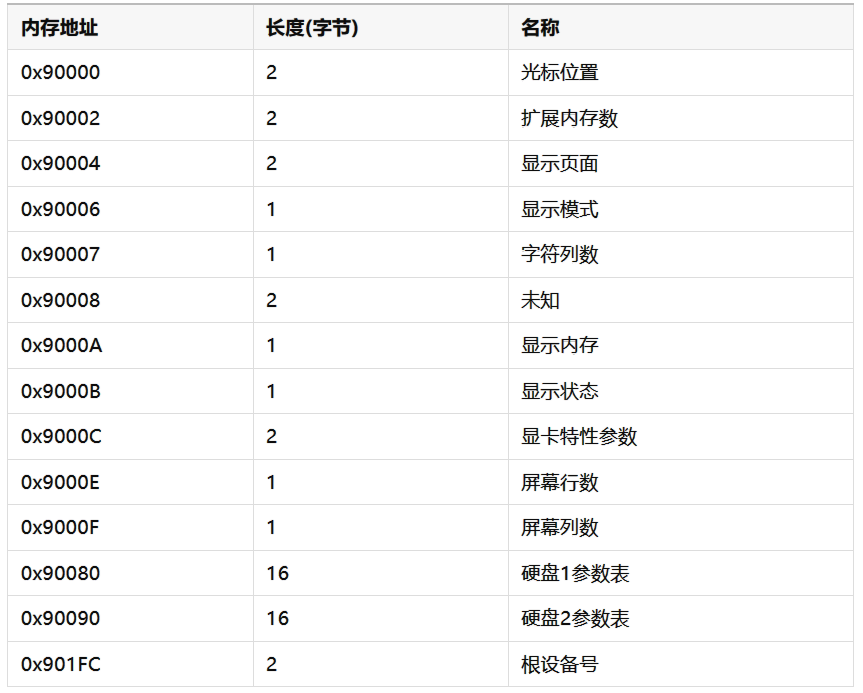 内存地址 长度(字节) 名称
0x90000 2 光标位置
0x90002 2 扩展内存数
0x90004 2 显示页面
0x90006 1 显示模式
0x90007 1 字符列数
0x90008 2 未知
0x9000A 1 显示内存
0x9000B 1 显示状态
0x9000C 2 显卡特性参数
0x9000E 1 屏幕行数
0x9000F 1 屏幕列数
0x90080 16 硬盘1参数表
0x90090 16 硬盘2参数表
0x901FC 2 根设备号